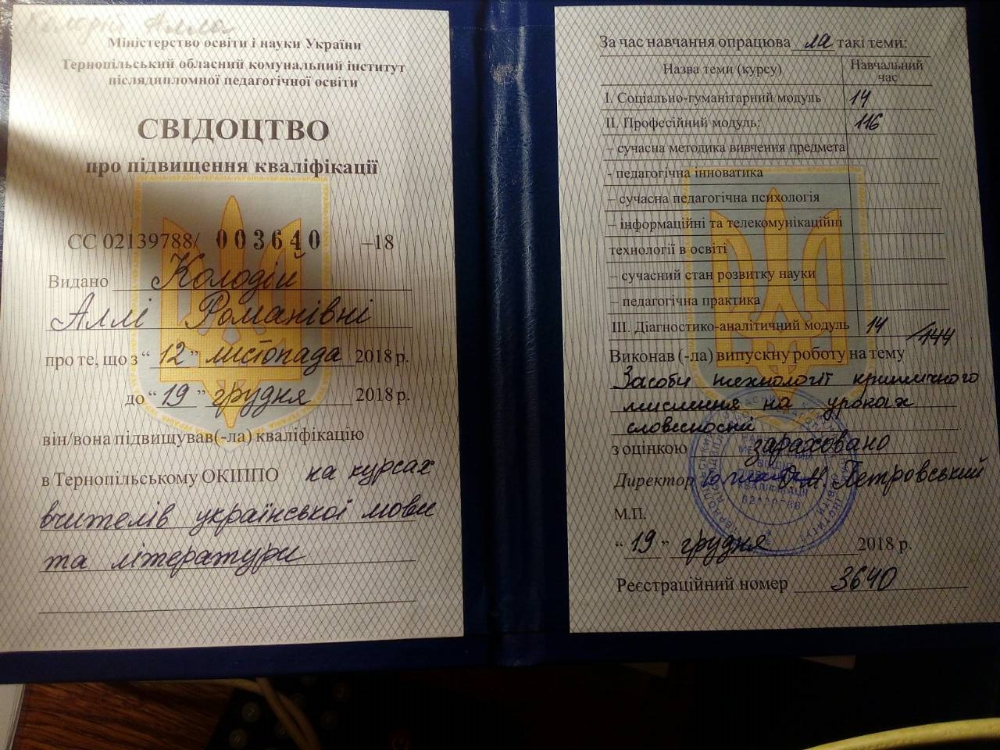 Колодій Алла
Міністерство освіти і науки України
Тернопільський обласний комунальний інститут
післядипломної педагогічної освіти
СВІДОЦТВО
про підвищення кваліфікації
СС 02139788/ 003640 –18
Видано Колодій
Аллі Романівні
про те, що з “ 12 ” листопада 2018 р.
до “ 19 ” грудня 2018 р.
він/вона підвищував(-ла) кваліфікацію
в Тернопільському ОКІППО на курсах
вчителів української мови
та літератури
За час навчання опрацюва ла такі теми:
Назва теми (курсу) Навчальний
час
І. Соціально-гуманітарний модуль 14
ІІ. Професійний модуль: 116
– сучасна методика вивчення предмета
- педагогічна інноватика
– сучасна педагогічна психологія
– інформаційні та телекомунікаційні
технології в освіті
– сучасний стан розвитку науки
– педагогічна практика
ІІІ. Діагностико-аналітичний модуль 14 /144
Виконав (-ла) випускну роботу на тему
Засоби технології критичного
мислення на уроках
словесності
з оцінкою зараховано
Директор О.М. Петровський
М.П.
“ 19 ” грудня 2018 р.
Реєстраційний номер 3640